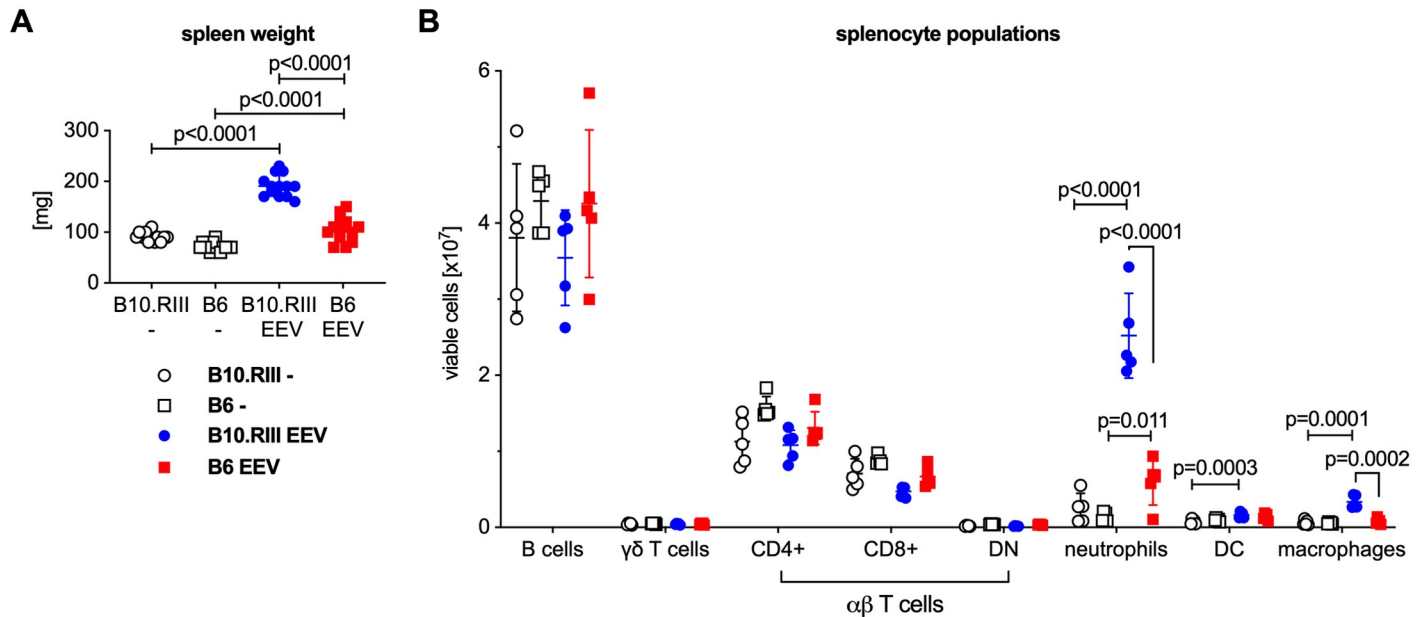 A
spleen weight
p<0.0001
p<0.0001
p<0.0001
300
200
100
0
[mg]
B10.RIII B6 B10.RIII B6
- - EEV EEV
B10.RIII -
B6 -
B10.RIII EEV
B6 EEV
B
splenocyte populations
6
4
2
0
viable cells [x10⁷]
p<0.0001
p<0.0001
p=0.011
p=0.0003
p=0.0001
p=0.0002
B cells γδ T cells CD4+ CD8+ DN neutrophils DC macrophages
αβ T cells